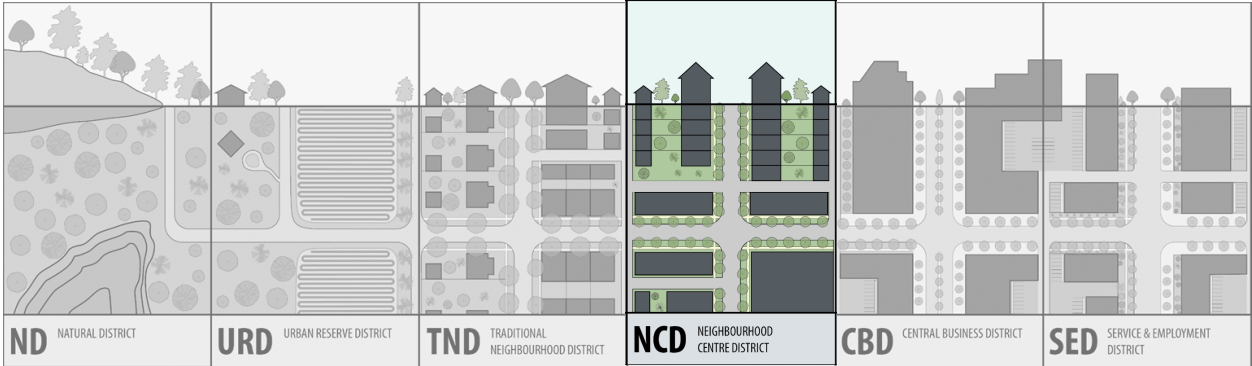 ND NATURAL DISTRICT
URD URBAN RESERVE DISTRICT
TND TRADITIONAL
NEIGHBOURHOOD DISTRICT
NCD NEIGHBOURHOOD
CENTRE DISTRICT
CBD CENTRAL BUSINESS DISTRICT
SED SERVICE & EMPLOYMENT
DISTRICT